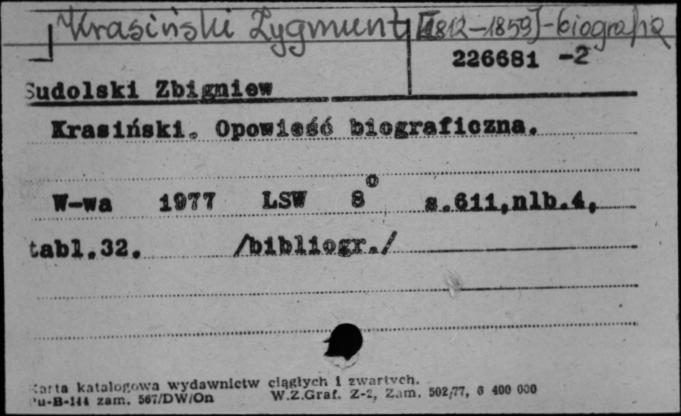 Krasiński Zygmunt [1812-1859] - biografia
226681 -2
Sudolski Zbigniew
Krasiński. Opowieść biograficzna.
W-wa 1977 LSW 8° s.611,nlb.4,
tabl.32. /bibliogr./
Karta katalogowa wydawnictw ciągłych i zwartych.
Pu-B-144 zam. 567/DW/On W.Z.Graf. Z-2, Zam. 502/77, 6 400 000